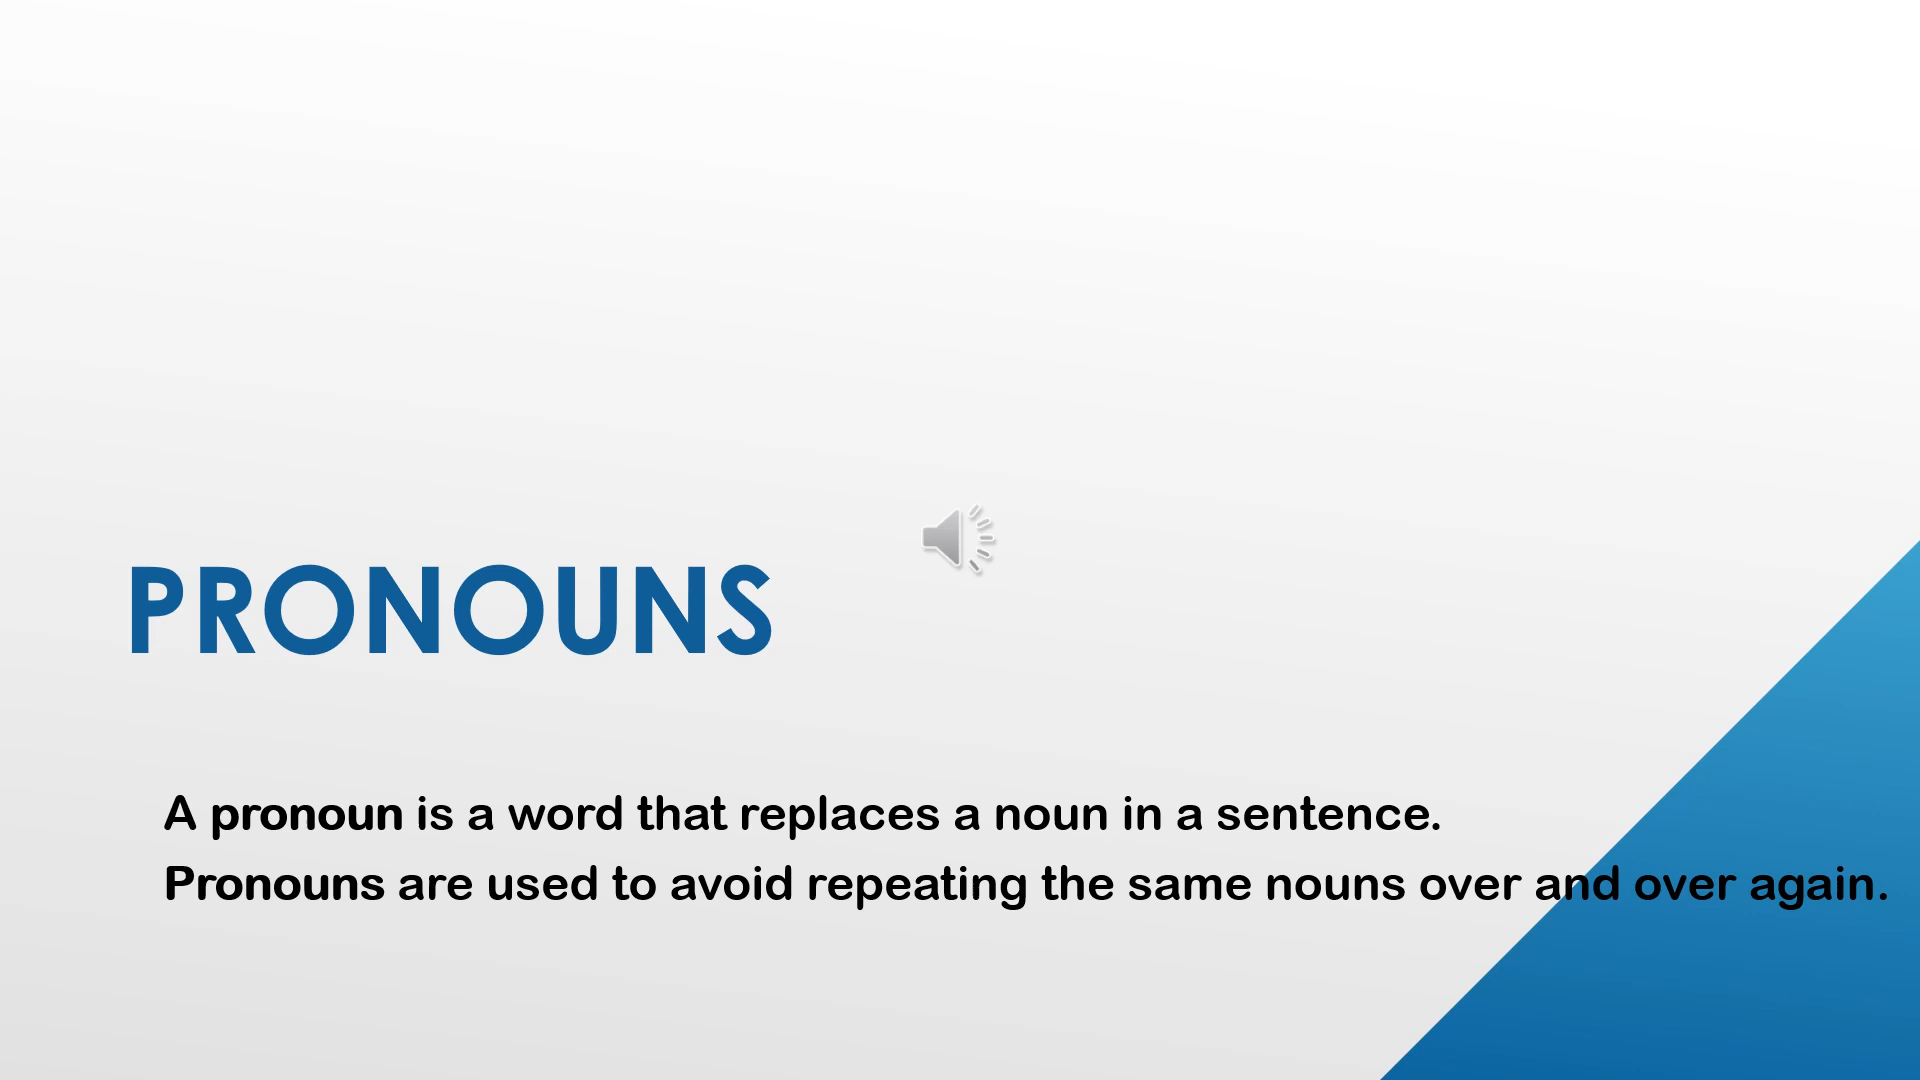 PRONOUNS
A pronoun is a word that replaces a noun in a sentence.
Pronouns are used to avoid repeating the same nouns over and over again.